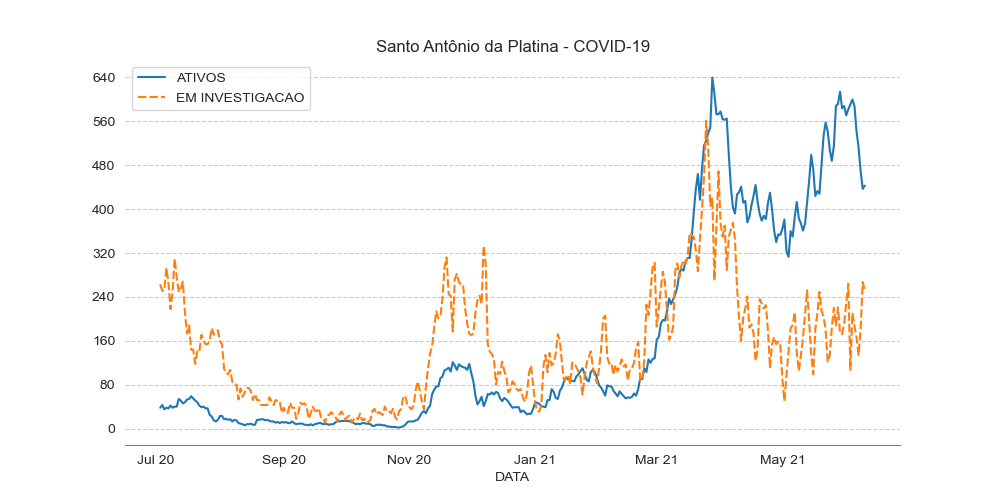 Santo Antônio da Platina - COVID-19
ATIVOS
EM INVESTIGACAO
640
560
480
400
320
240
160
80
0
Jul 20 Sep 20 Nov 20 Jan 21 Mar 21 May 21
DATA